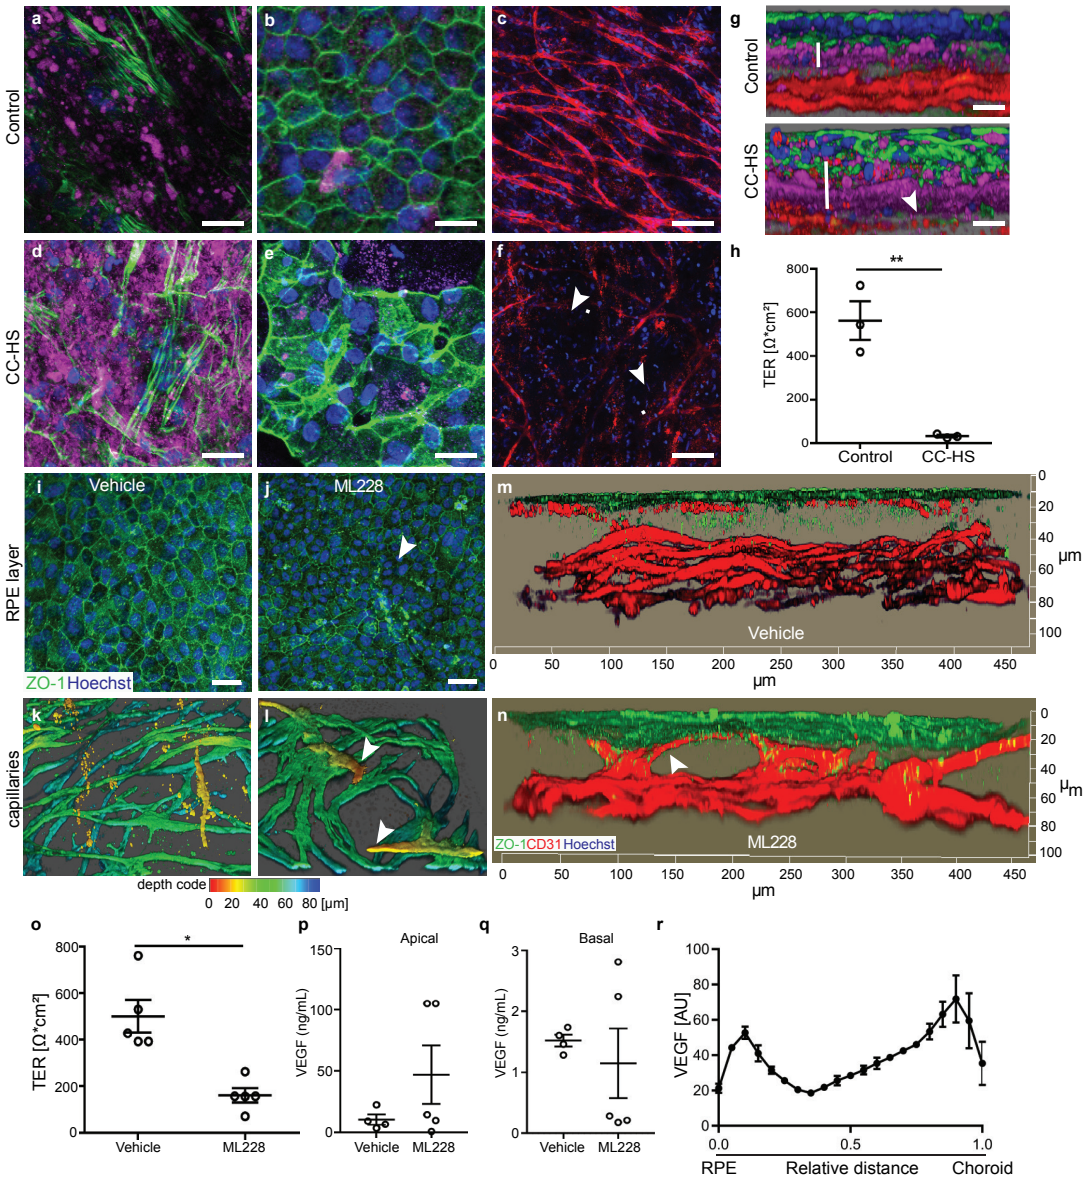 a b c g
Control
Control
d e f
CC-HS
CC-HS
h
**
800
600
400
200
0
TER [Ω*cm²]
Control CC-HS
i Vehicle j ML228 m
RPE layer
ZO-1 Hoechst
0
20
40
60
80
100
µm
Vehicle
0 50 100 150 200 250 300 350 400 450
µm
k l n
capillaries
depth code
0 20 40 60 80 [µm]
0
20
40
60
80
100
µm
ZO-1 CD31 Hoechst
ML228
0 50 100 150 200 250 300 350 400 450
µm
o
*
800
600
400
200
0
TER [Ω*cm²]
Vehicle ML228
p Apical
150
100
50
0
VEGF (ng/mL)
Vehicle ML228
q Basal
3
2
1
0
VEGF (ng/mL)
Vehicle ML228
r
100
80
60
40
20
0
VEGF [AU]
0.0 0.5 1.0
RPE Relative distance Choroid